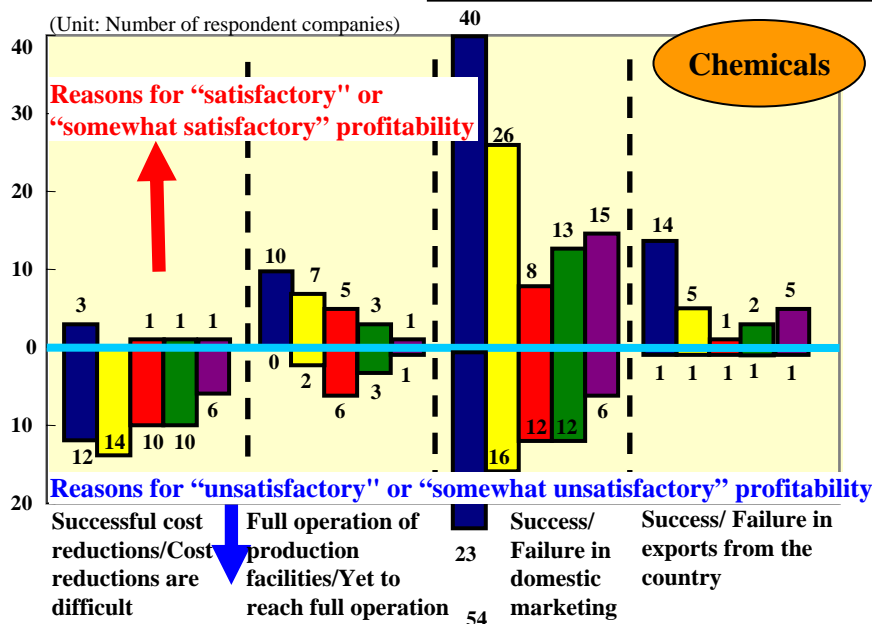 (Unit: Number of respondent companies)
40
Chemicals
Reasons for “satisfactory" or
“somewhat satisfactory” profitability
40
30
20
10
0
10
20
3
1
1
1
12
14
10
10
6
10
7
5
3
1
0
2
6
3
1
26
8
13
15
16
12
12
6
23
14
5
1
2
5
1
1
1
1
1
Reasons for “unsatisfactory" or “somewhat unsatisfactory” profitability
Successful cost
reductions/Cost
reductions are
difficult
Full operation of
production
facilities/Yet to
reach full operation
Success/
Failure in
domestic
marketing
Success/ Failure in
exports from the
country
54